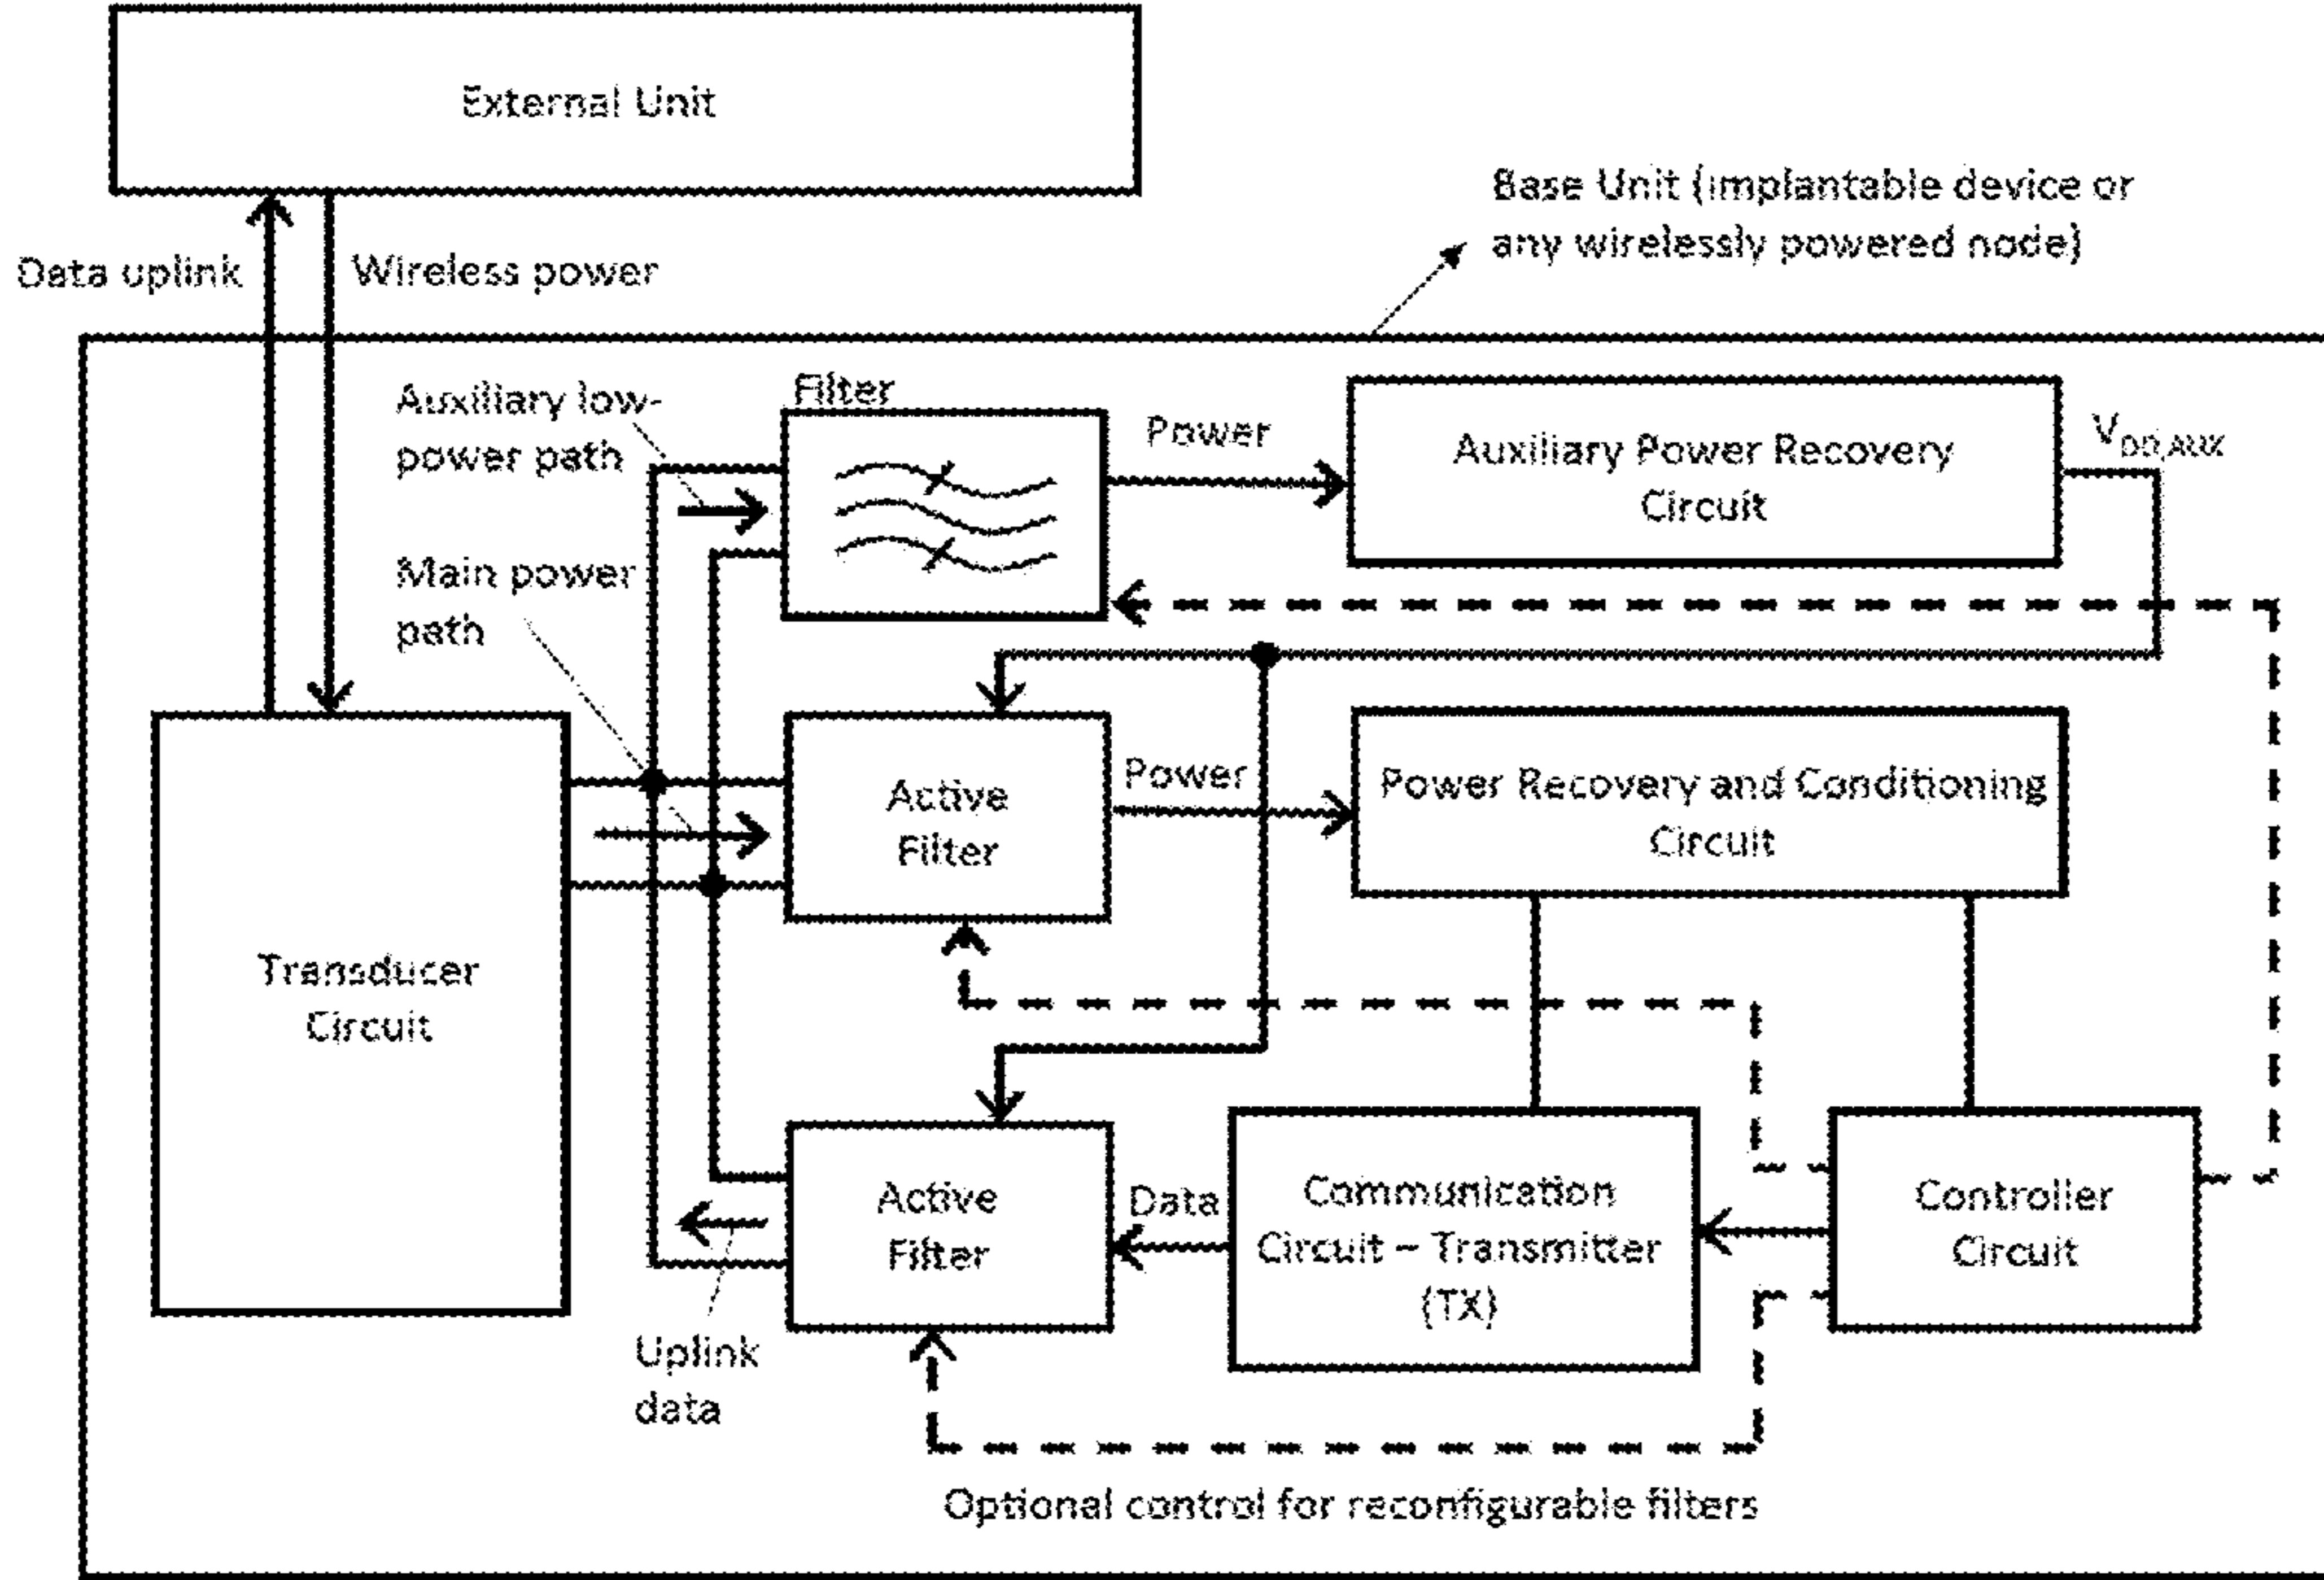 External Unit
Base Unit (implantable device or
any wirelessly powered node)
Data uplink
Wireless power
Auxiliary low-
power path
Filter
Power
Auxiliary Power Recovery
Circuit
VDD,AUX
Main power
path
Transducer
Circuit
Active
Filter
Power
Power Recovery and Conditioning
Circuit
Active
Filter
Data
Communication
Circuit – Transmitter
(TX)
Controller
Circuit
Uplink
data
Optional control for reconfigurable filters